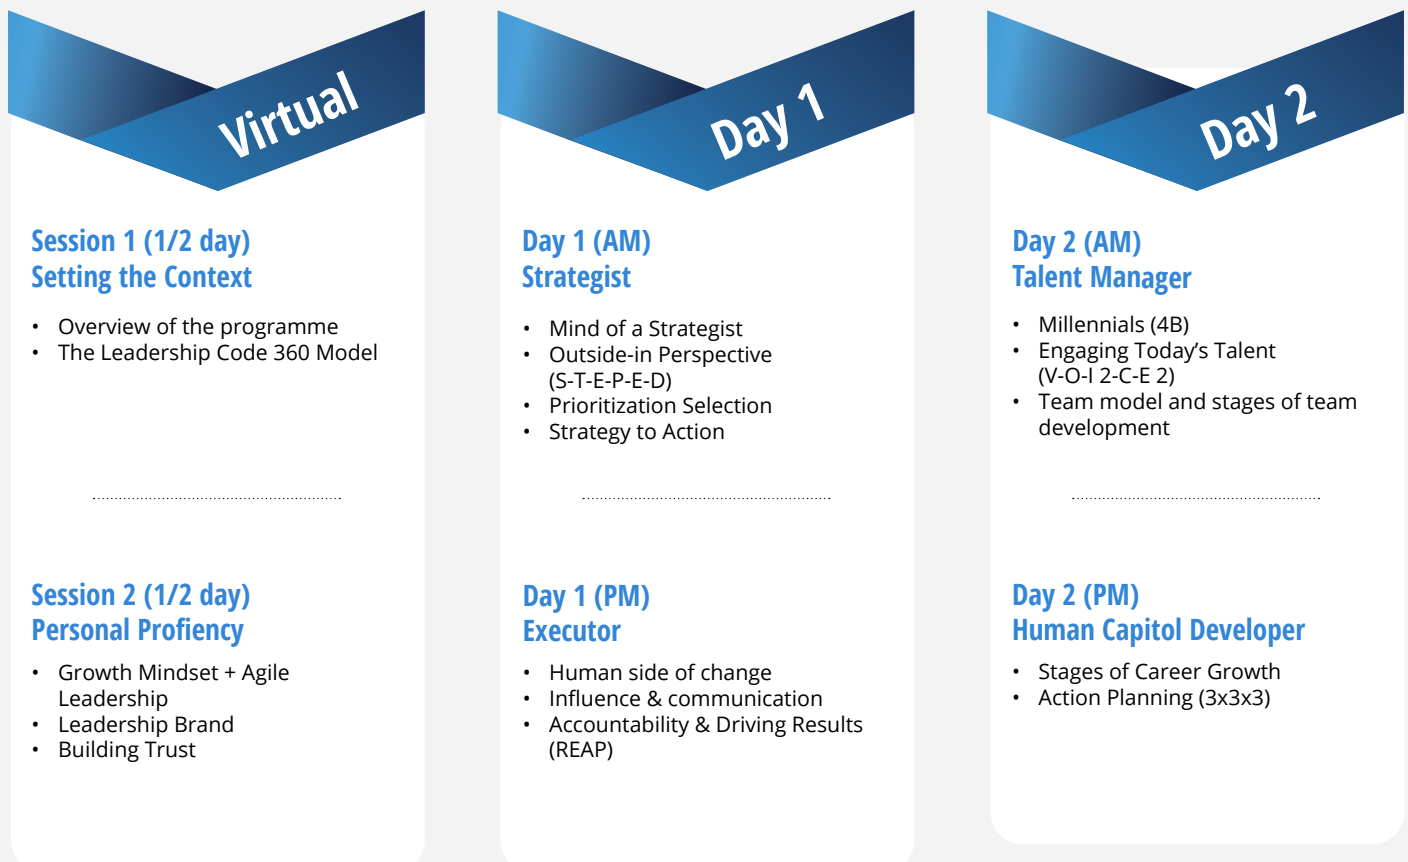 Virtual
Session 1 (1/2 day)
Setting the Context
• Overview of the programme
• The Leadership Code 360 Model
Session 2 (1/2 day)
Personal Profiency
• Growth Mindset + Agile
Leadership
• Leadership Brand
• Building Trust
Day 1
Day 1 (AM)
Strategist
• Mind of a Strategist
• Outside-in Perspective
(S-T-E-P-E-D)
• Prioritization Selection
• Strategy to Action
Day 1 (PM)
Executor
• Human side of change
• Influence & communication
• Accountability & Driving Results
(REAP)
Day 2
Day 2 (AM)
Talent Manager
• Millennials (4B)
• Engaging Today’s Talent
(V-O-I 2-C-E 2)
• Team model and stages of team
development
Day 2 (PM)
Human Capitol Developer
• Stages of Career Growth
• Action Planning (3x3x3)